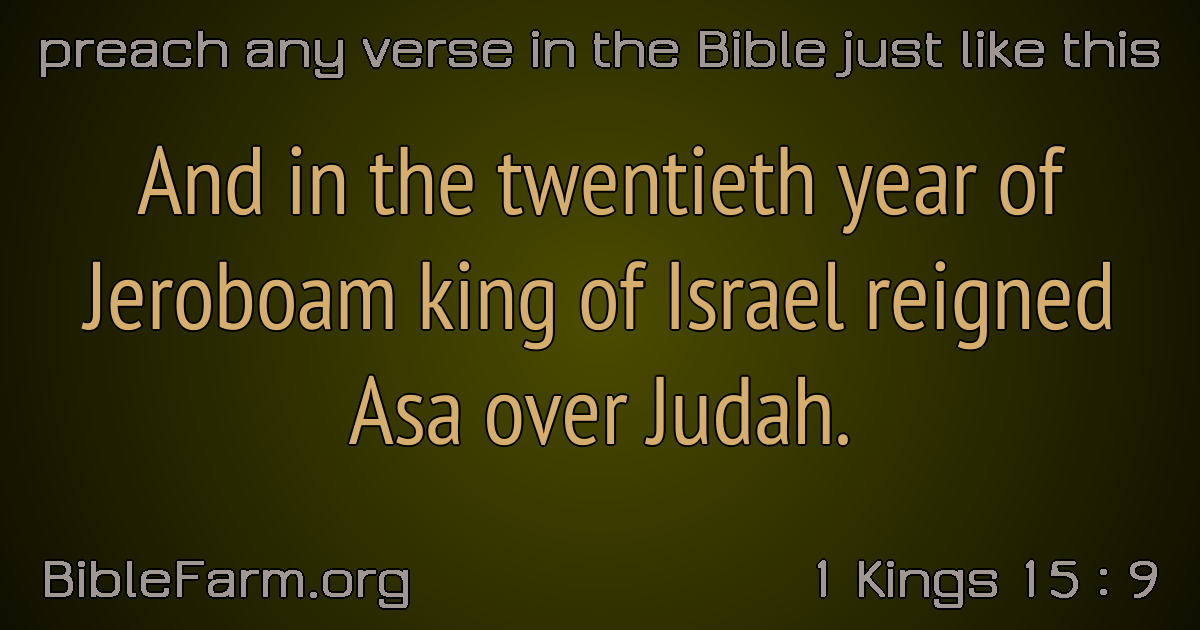 preach any verse in the Bible just like this
And in the twentieth year of
Jeroboam king of Israel reigned
Asa over Judah.
BibleFarm.org
1 Kings 15 : 9